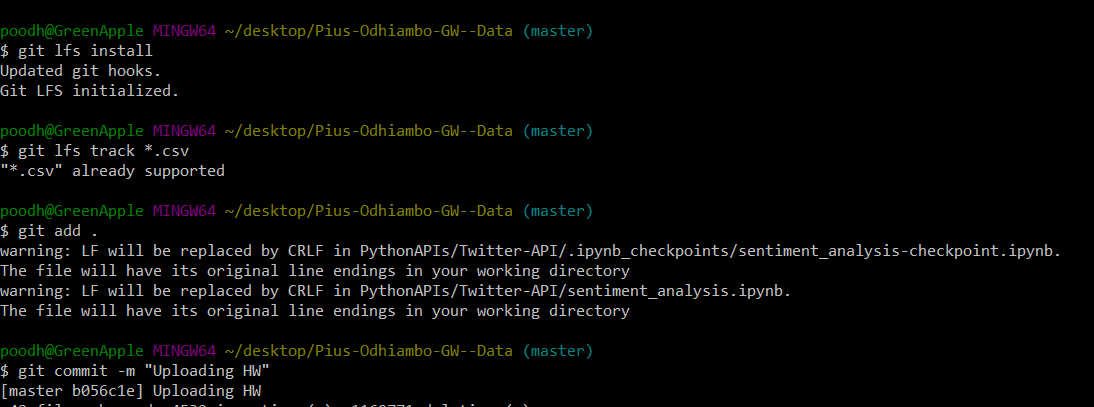 poodh@GreenApple MINGW64 ~/desktop/Pius-Odhiambo-GW--Data (master)
$ git lfs install
Updated git hooks.
Git LFS initialized.
poodh@GreenApple MINGW64 ~/desktop/Pius-Odhiambo-GW--Data (master)
$ git lfs track *.csv
"*.csv" already supported
poodh@GreenApple MINGW64 ~/desktop/Pius-Odhiambo-GW--Data (master)
$ git add .
warning: LF will be replaced by CRLF in PythonAPIs/Twitter-API/.ipynb_checkpoints/sentiment_analysis-checkpoint.ipynb.
The file will have its original line endings in your working directory
warning: LF will be replaced by CRLF in PythonAPIs/Twitter-API/sentiment_analysis.ipynb.
The file will have its original line endings in your working directory
poodh@GreenApple MINGW64 ~/desktop/Pius-Odhiambo-GW--Data (master)
$ git commit -m "Uploading HW"
[master b056c1e] Uploading HW